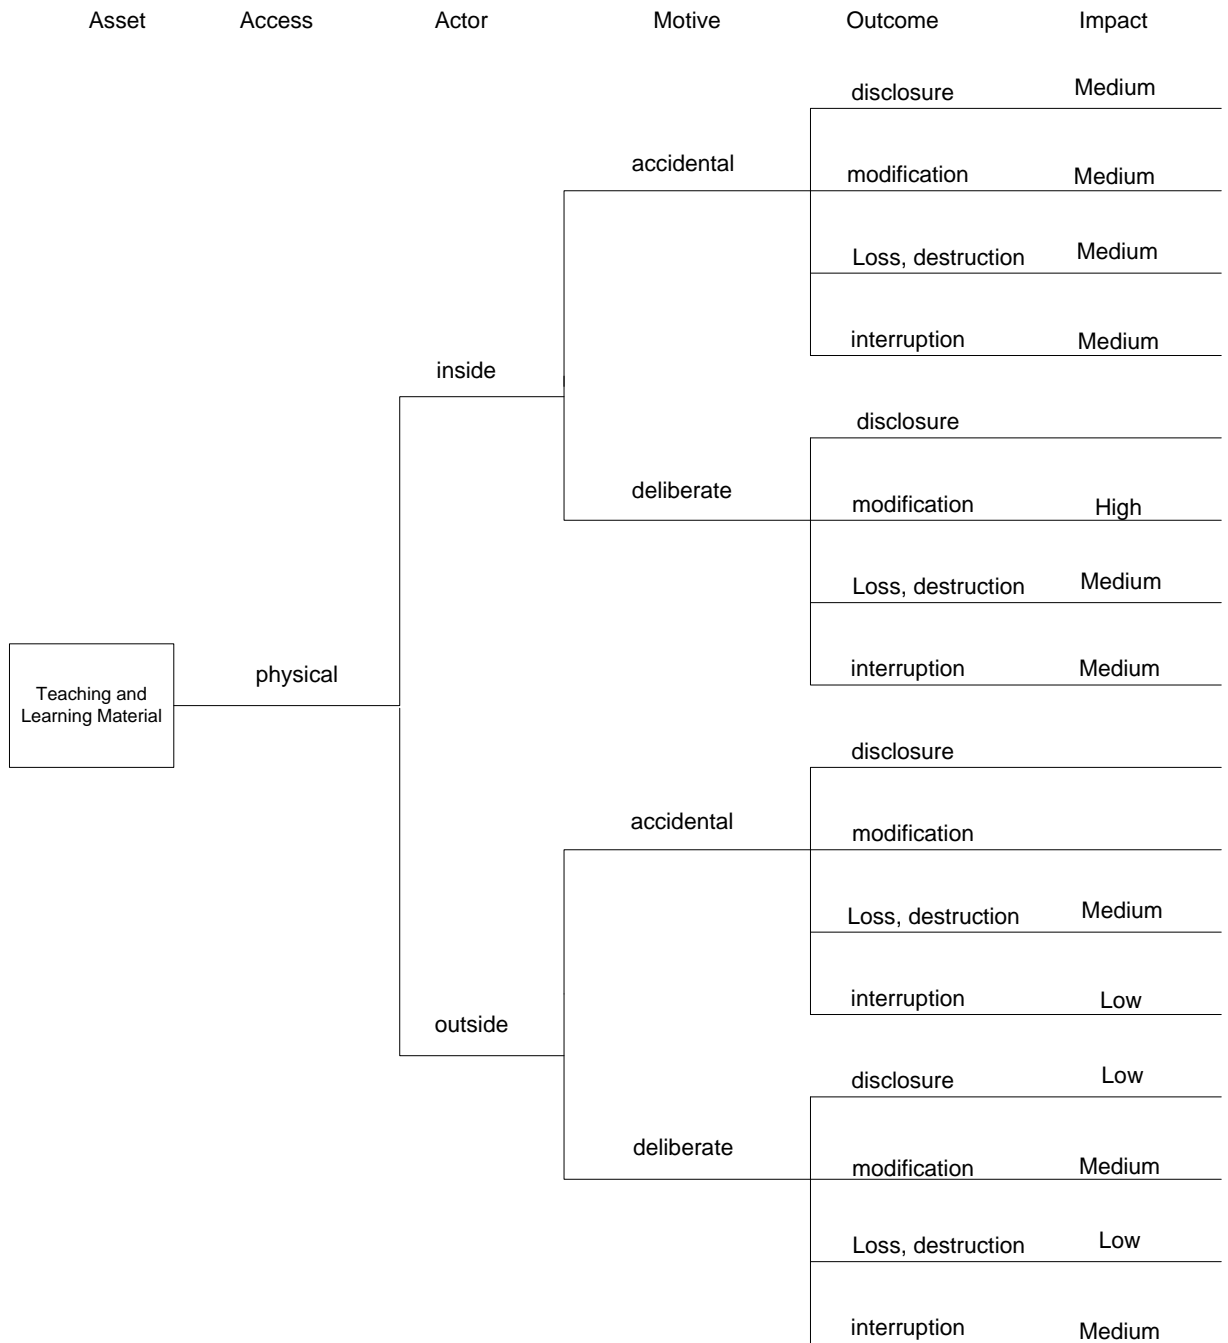 Asset Access Actor Motive Outcome Impact
disclosure Medium
accidental modification Medium
Loss, destruction Medium
interruption Medium
inside
disclosure
deliberate modification High
Loss, destruction Medium
interruption Medium
physical
Teaching and
Learning Material
disclosure
accidental
modification
Loss, destruction Medium
interruption Low
outside
disclosure Low
deliberate
modification Medium
Loss, destruction Low
interruption Medium